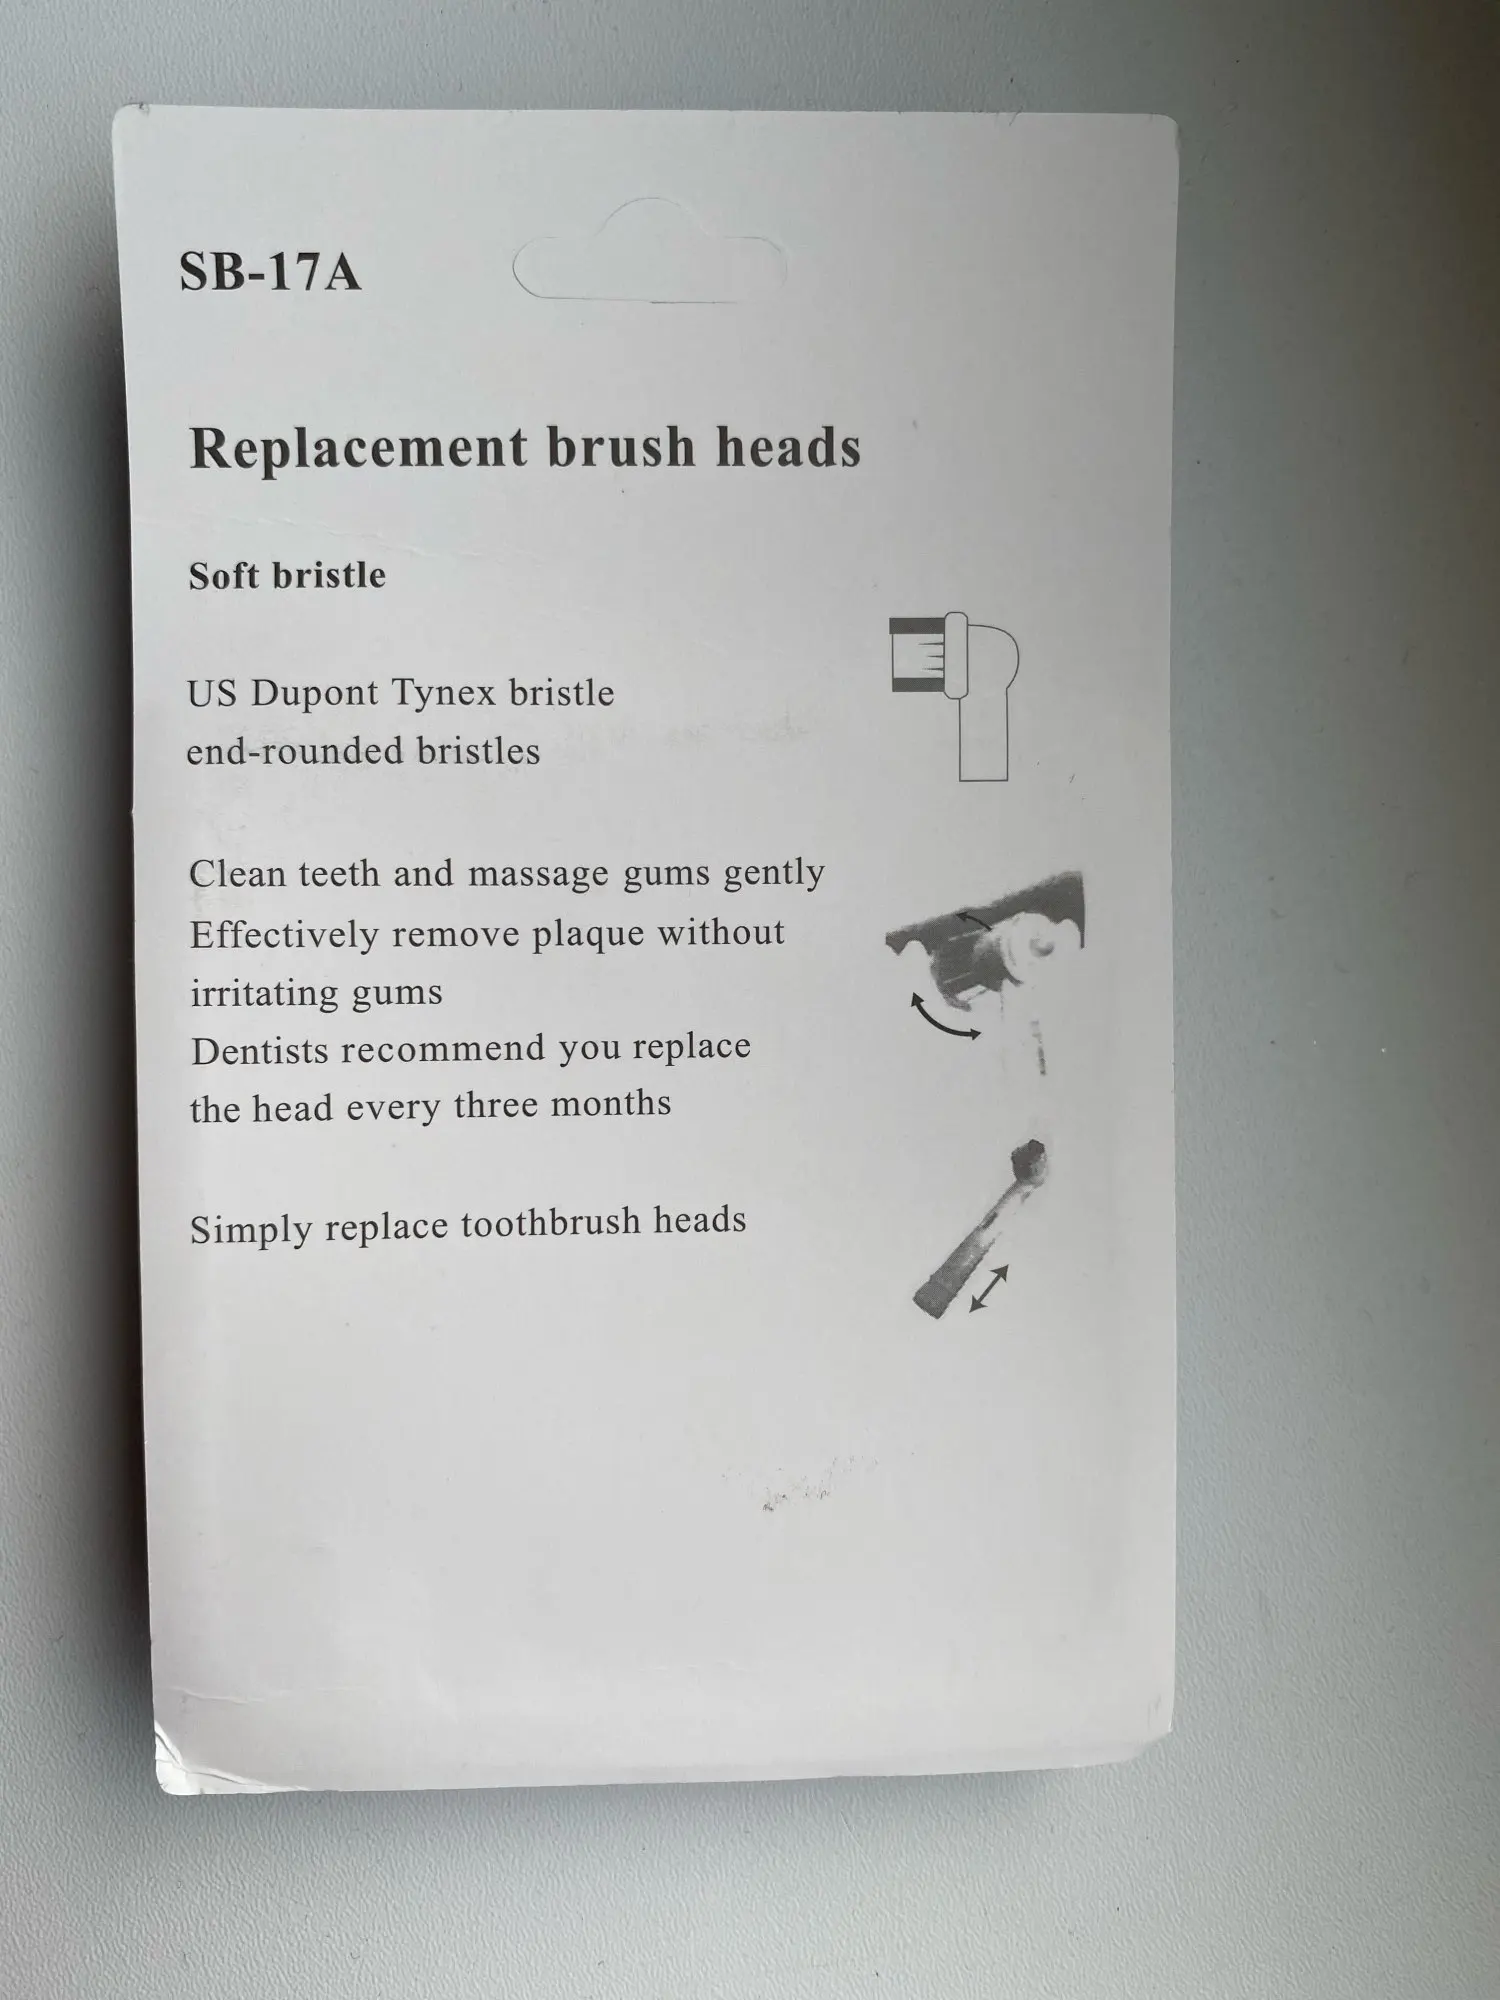 SB-17A
Replacement brush heads
Soft bristle
US Dupont Tynex bristle
end-rounded bristles
Clean teeth and massage gums gently
Effectively remove plaque without
irritating gums
Dentists recommend you replace
the head every three months
Simply replace toothbrush heads